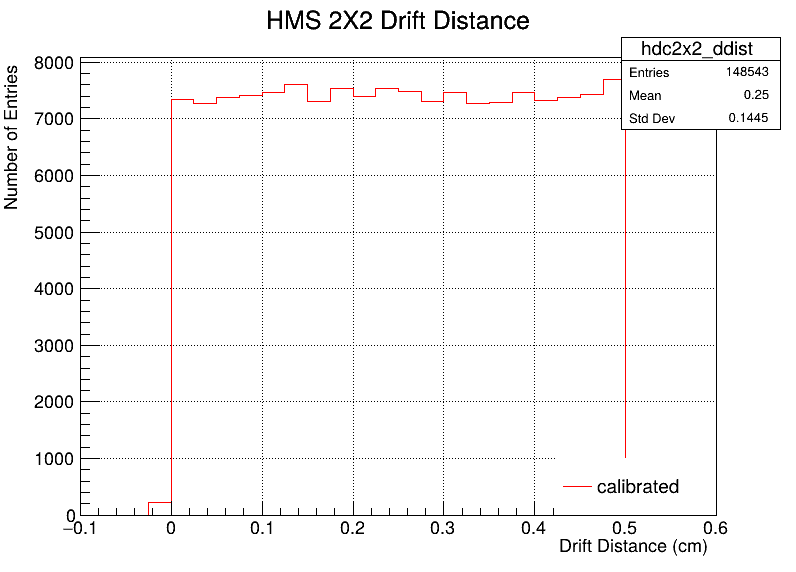 HMS 2X2 Drift Distance
hdc2x2_ddist
Entries 148543
Mean 0.25
Std Dev 0.1445
Number of Entries
8000
7000
6000
5000
4000
3000
2000
1000
0
−0.1 0 0.1 0.2 0.3 0.4 0.5 0.6
calibrated
Drift Distance (cm)